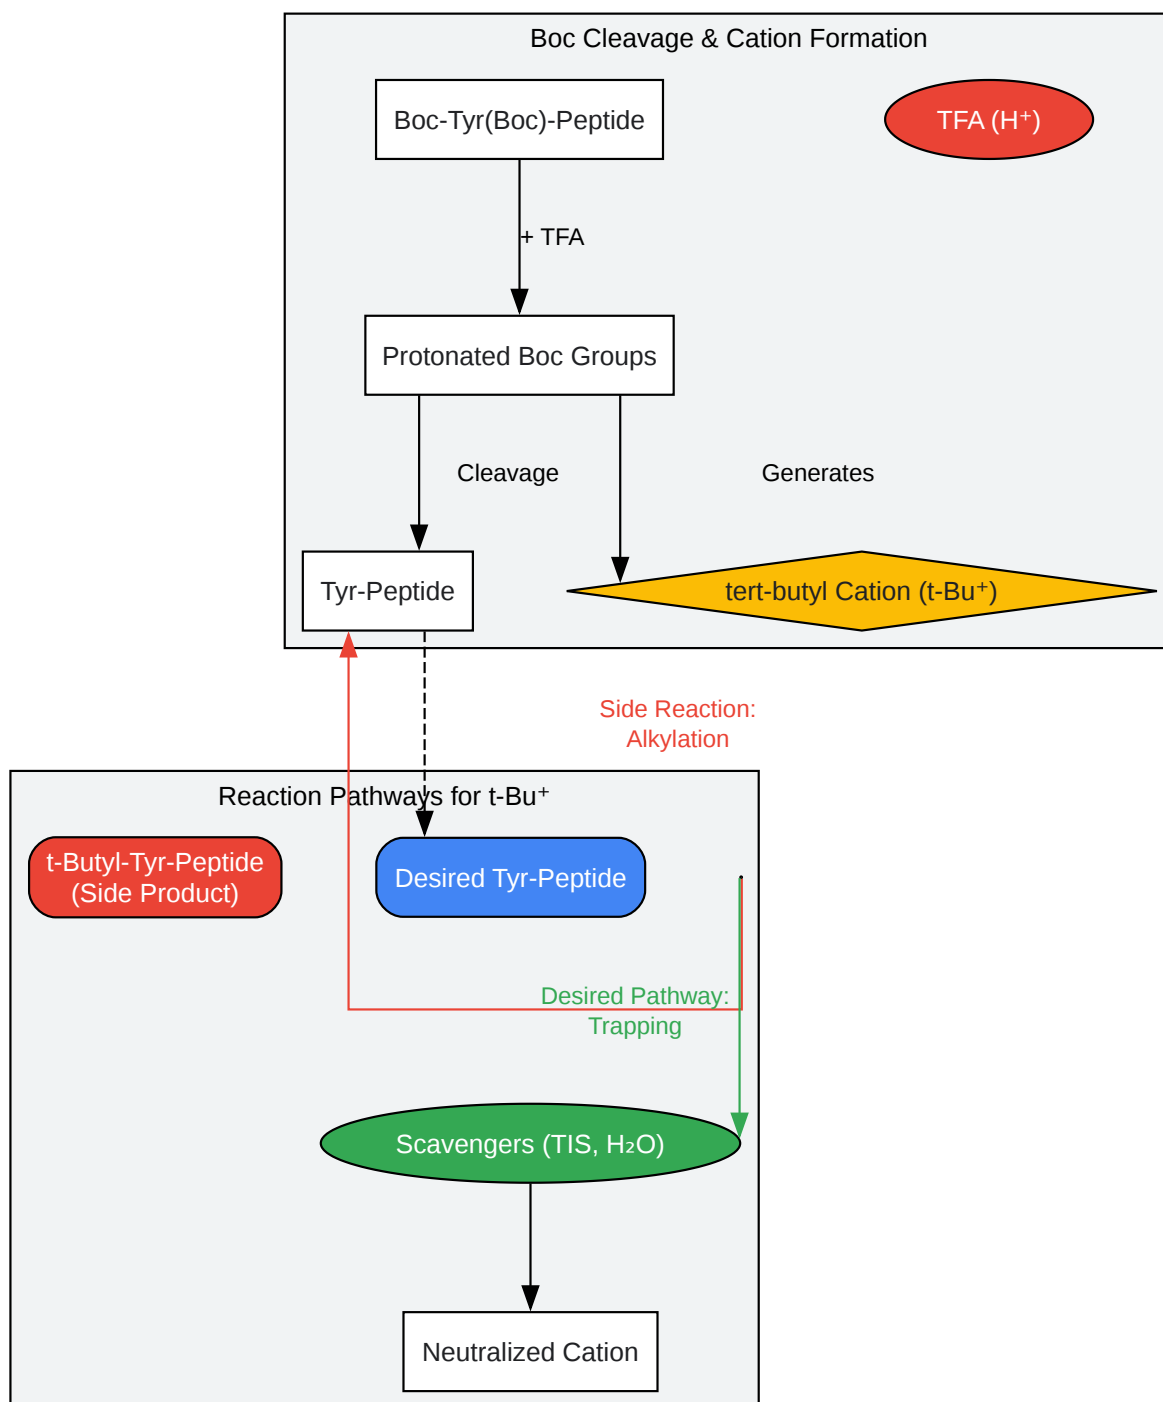 Boc Cleavage & Cation Formation
Boc-Tyr(Boc)-Peptide
TFA (H⁺)
+ TFA
Protonated Boc Groups
Cleavage
Generates
Tyr-Peptide
tert-butyl Cation (t-Bu⁺)
Side Reaction:
Alkylation
Reaction Pathways for t-Bu⁺
t-Butyl-Tyr-Peptide
(Side Product)
Desired Tyr-Peptide
Desired Pathway:
Trapping
Scavengers (TIS, H₂O)
Neutralized Cation